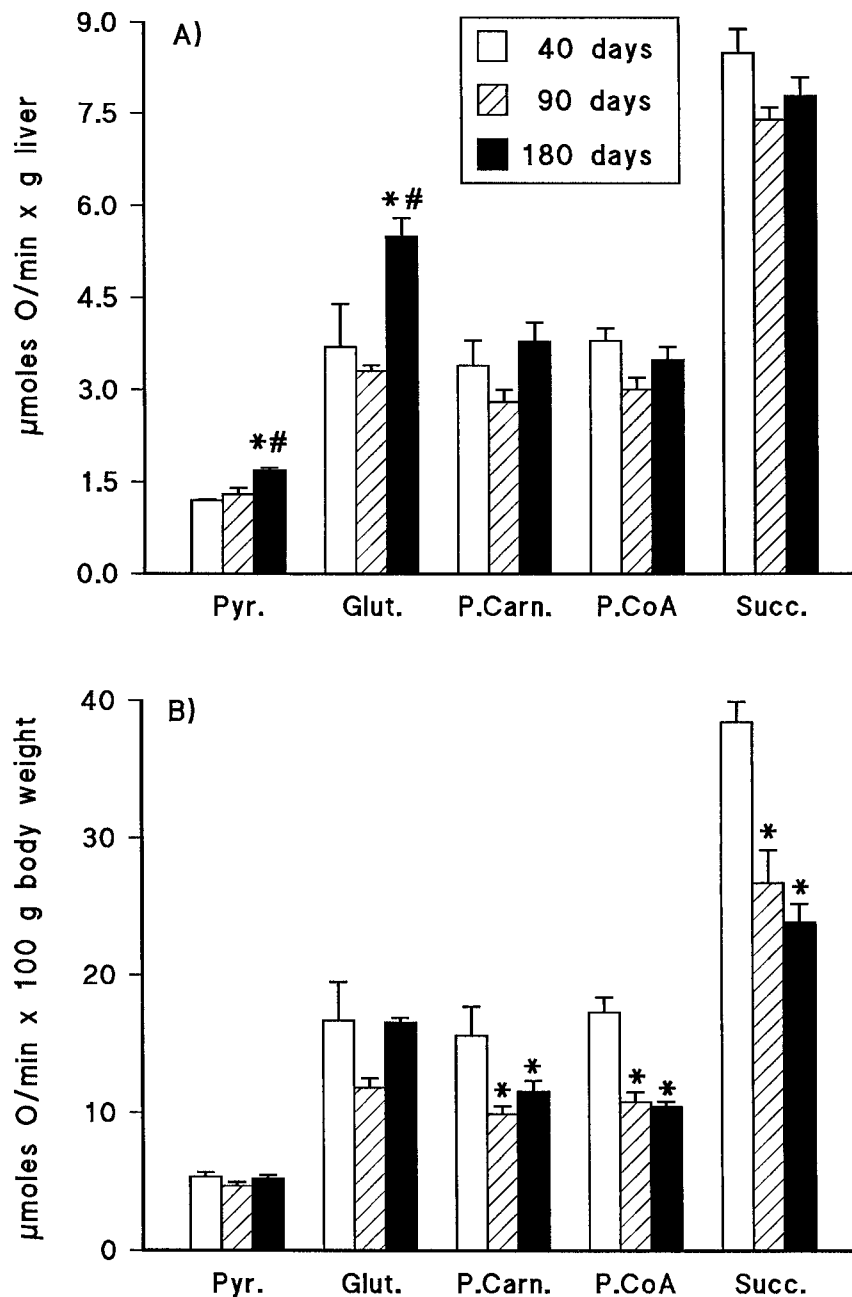 A)
40 days
90 days
180 days
µmoles O/min x g liver
9.0
7.5
6.0
4.5
3.0
1.5
0.0
*#
*#
Pyr. Glut. P.Carn. P.CoA Succ.
B)
µmoles O/min x 100 g body weight
40
30
20
10
0
*
*
*
*
*
*
Pyr. Glut. P.Carn. P.CoA Succ.